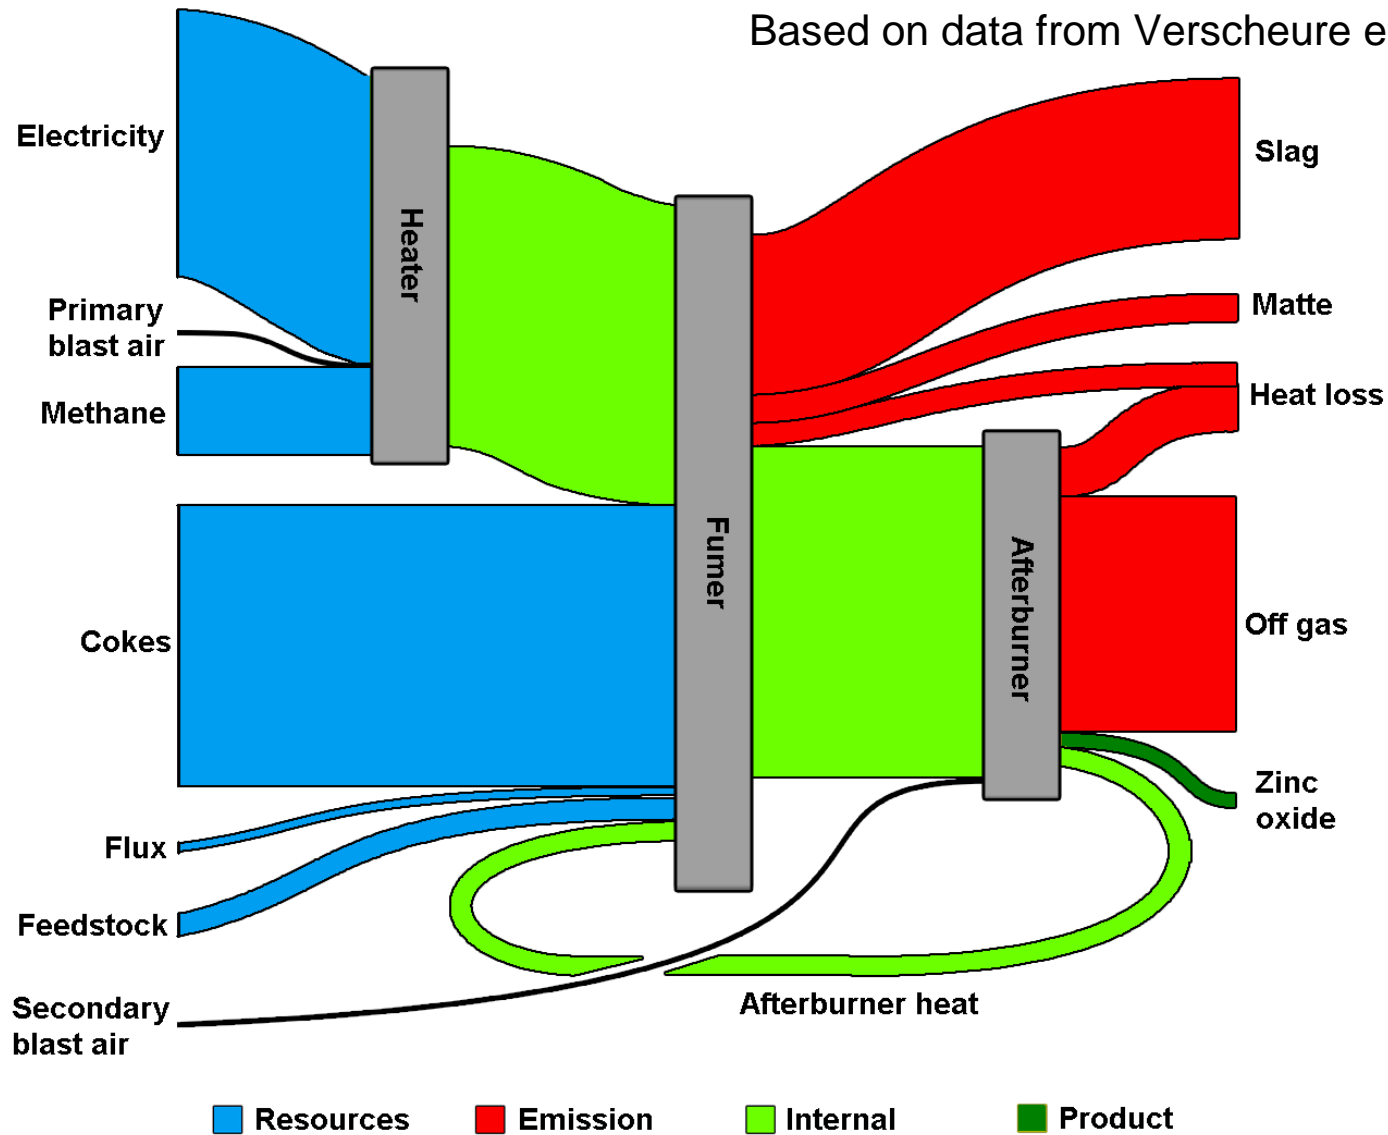 Based on data from Verscheure e
Electricity
Slag
Heater
Primary
blast air
Matte
Methane
Heat loss
Fumer
Afterburner
Cokes
Off gas
Zinc
oxide
Flux
Feedstock
Secondary
blast air
Afterburner heat
Resources
Emission
Internal
Product